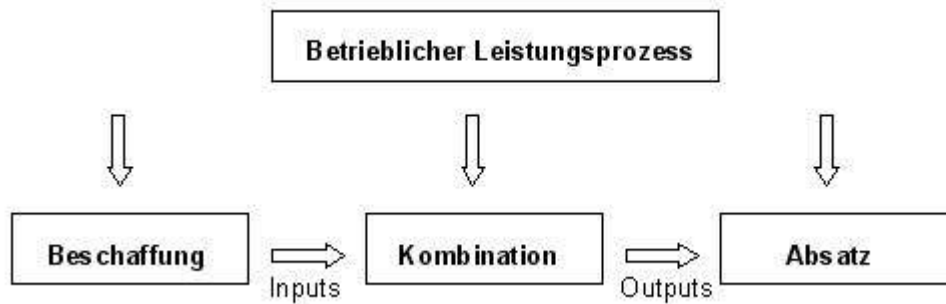 Betrieblicher Leistungsprozess
Beschaffung
Inputs
Kombination
Outputs
Absatz